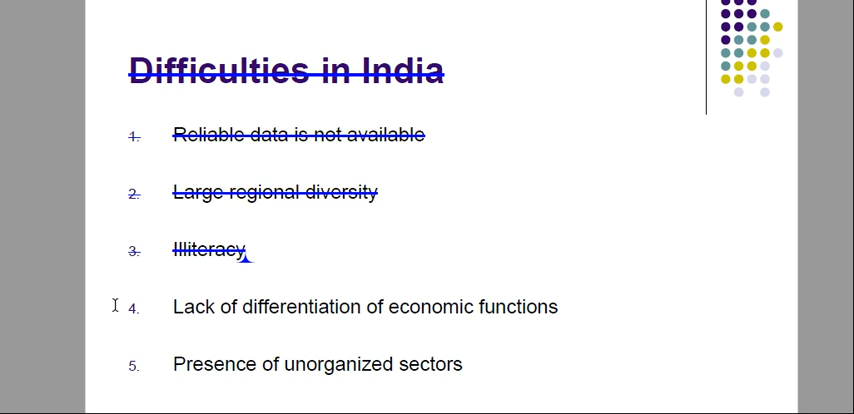 Difficulties in India
1. Reliable data is not available
2. Large regional diversity
3. Illiteracy
4. Lack of differentiation of economic functions
5. Presence of unorganized sectors